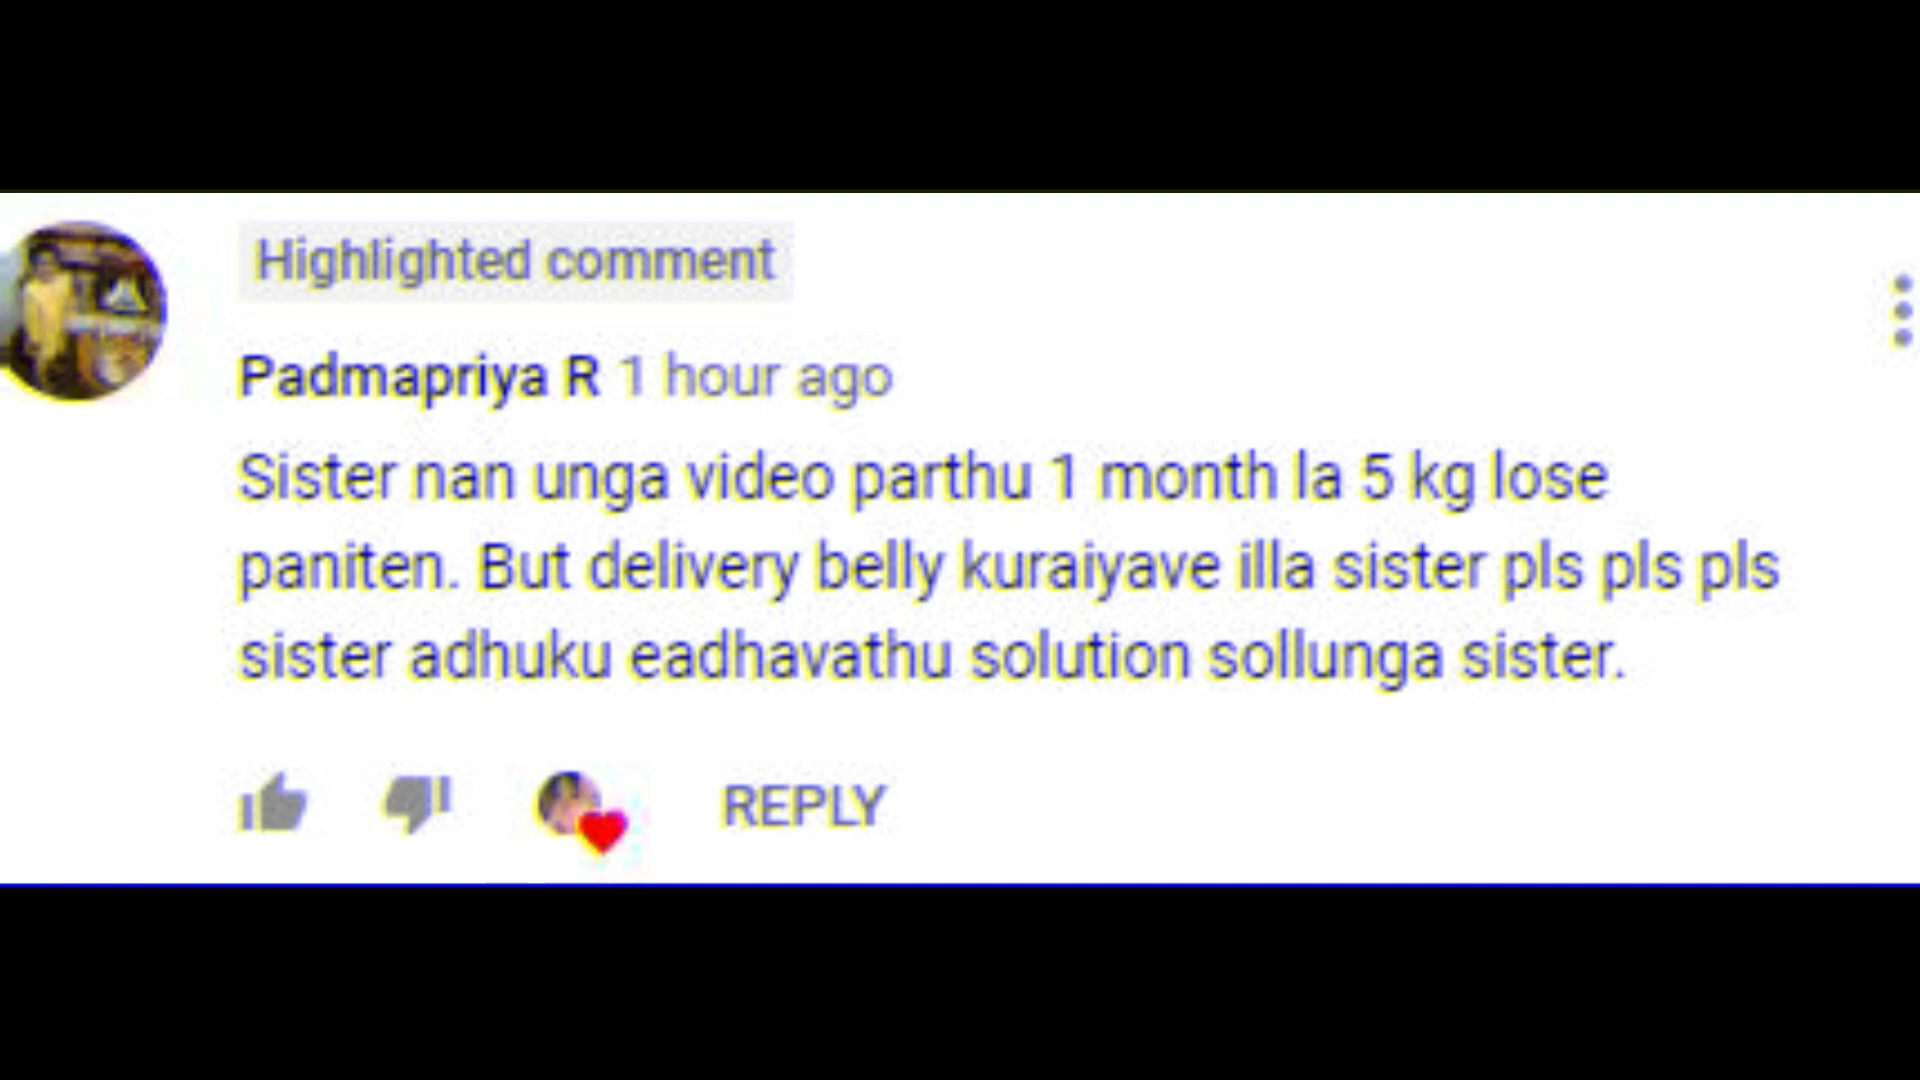 Highlighted comment
Padmapriya R 1 hour ago
Sister nan unga video parthu 1 month la 5 kg lose
paniten. But delivery belly kuraiyave illa sister pls pls pls
sister adhuku eadhavathu solution sollunga sister.
REPLY